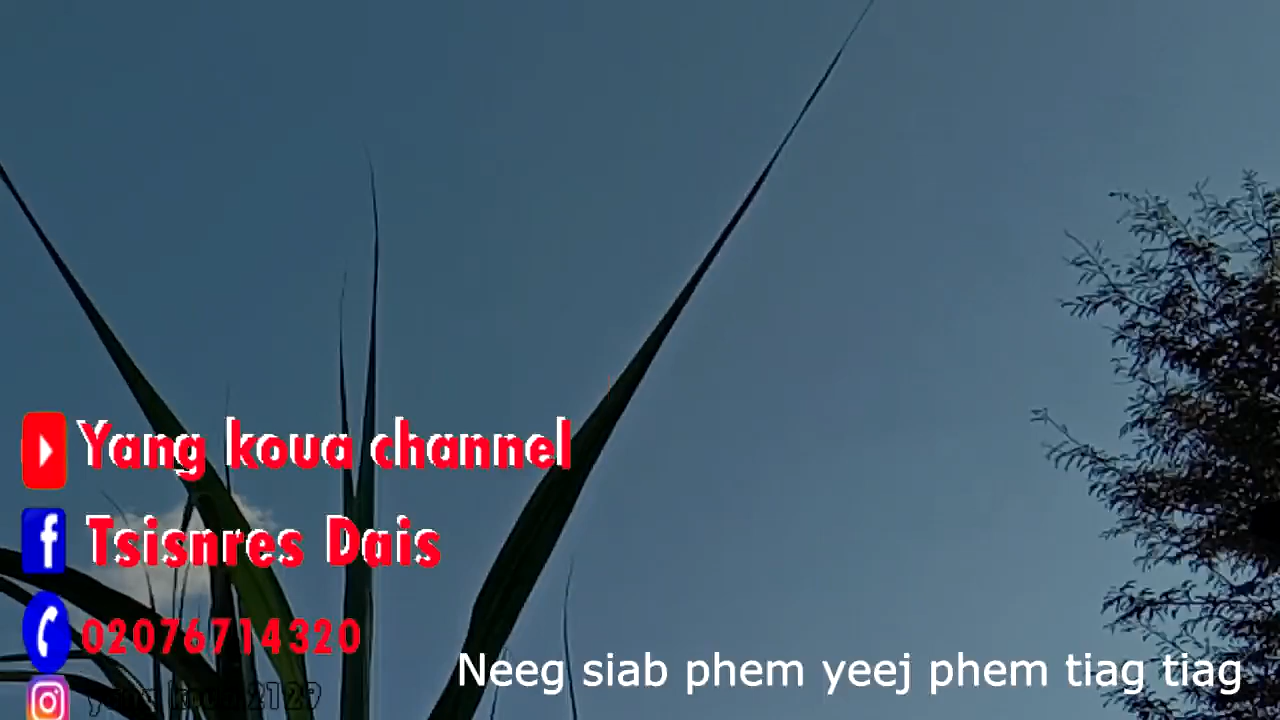 Yang koua channel
Tsisnres Dais
02076714320
Neeg siab phem yeej phem tiag tiag